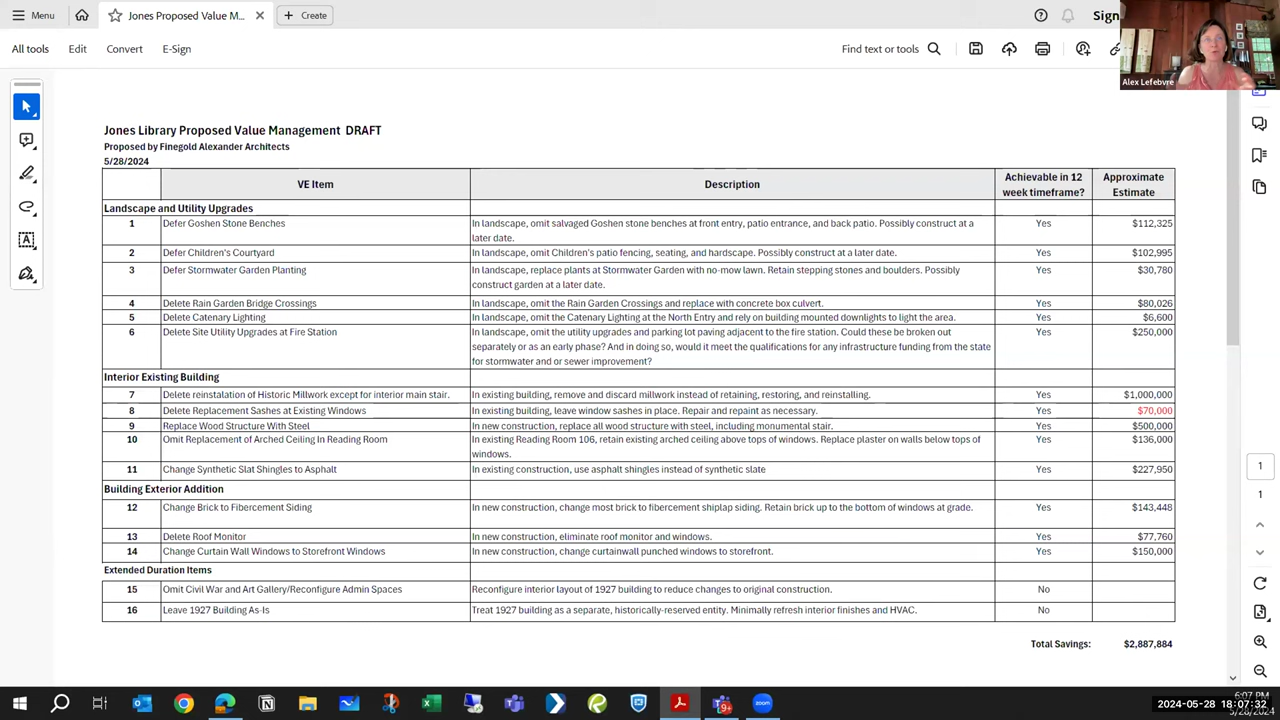 Menu
Jones Proposed Value M...
Create
Sign
All tools
Edit
Convert
E-Sign
Find text or tools
Alex Lefebvre
Jones Library Proposed Value Management DRAFT
Proposed by Finegold Alexander Architects
5/28/2024
VE Item Description Achievable in 12 week timeframe? Approximate Estimate
Landscape and Utility Upgrades
1 Defer Goshen Stone Benches In landscape, omit salvaged Goshen stone benches at front entry, patio entrance, and back patio. Possibly construct at a Yes $112,325
later date.
2 Defer Children's Courtyard In landscape, omit Children's patio fencing, seating, and hardscape. Possibly construct at a later date. Yes $102,995
3 Defer Stormwater Garden Planting In landscape, replace plants at Stormwater Garden with no-mow lawn. Retain stepping stones and boulders. Possibly Yes $30,780
construct garden at a later date.
4 Delete Rain Garden Bridge Crossings In landscape, omit the Rain Garden Crossings and replace with concrete box culvert. Yes $80,026
5 Delete Catenary Lighting In landscape, omit the Catenary Lighting at the North Entry and rely on building mounted downlights to light the area. Yes $6,600
6 Delete Site Utility Upgrades at Fire Station In landscape, omit the utility upgrades and parking lot paving adjacent to the fire station. Could these be broken out Yes $250,000
separately or as an early phase? And in doing so, would it meet the qualifications for any infrastructure funding from the state
for stormwater and or sewer improvement?
Interior Existing Building
7 Delete reinstalation of Historic Millwork except for interior main stair. In existing building, remove and discard millwork instead of retaining, restoring, and reinstalling. Yes $1,000,000
8 Delete Replacement Sashes at Existing Windows In existing building, leave window sashes in place. Repair and repaint as necessary. Yes $70,000
9 Replace Wood Structure With Steel In new construction, replace all wood structure with steel, including monumental stair. Yes $500,000
10 Omit Replacement of Arched Ceiling In Reading Room In existing Reading Room 106, retain existing arched ceiling above tops of windows. Replace plaster on walls below tops of Yes $136,000
windows.
11 Change Synthetic Slat Shingles to Asphalt In existing construction, use asphalt shingles instead of synthetic slate Yes $227,950
Building Exterior Addition
12 Change Brick to Fibercement Siding In new construction, change most brick to fibercement shiplap siding. Retain brick up to the bottom of windows at grade. Yes $143,448
13 Delete Roof Monitor In new construction, eliminate roof monitor and windows. Yes $77,760
14 Change Curtain Wall Windows to Storefront Windows In new construction, change curtainwall punched windows to storefront. Yes $150,000
Extended Duration Items
15 Omit Civil War and Art Gallery/Reconfigure Admin Spaces Reconfigure interior layout of 1927 building to reduce changes to original construction. No
16 Leave 1927 Building As-Is Treat 1927 building as a separate, historically-reserved entity. Minimally refresh interior finishes and HVAC. No
Total Savings: $2,887,884
1
1
6:07 PM
2024-05-28 18:07:32